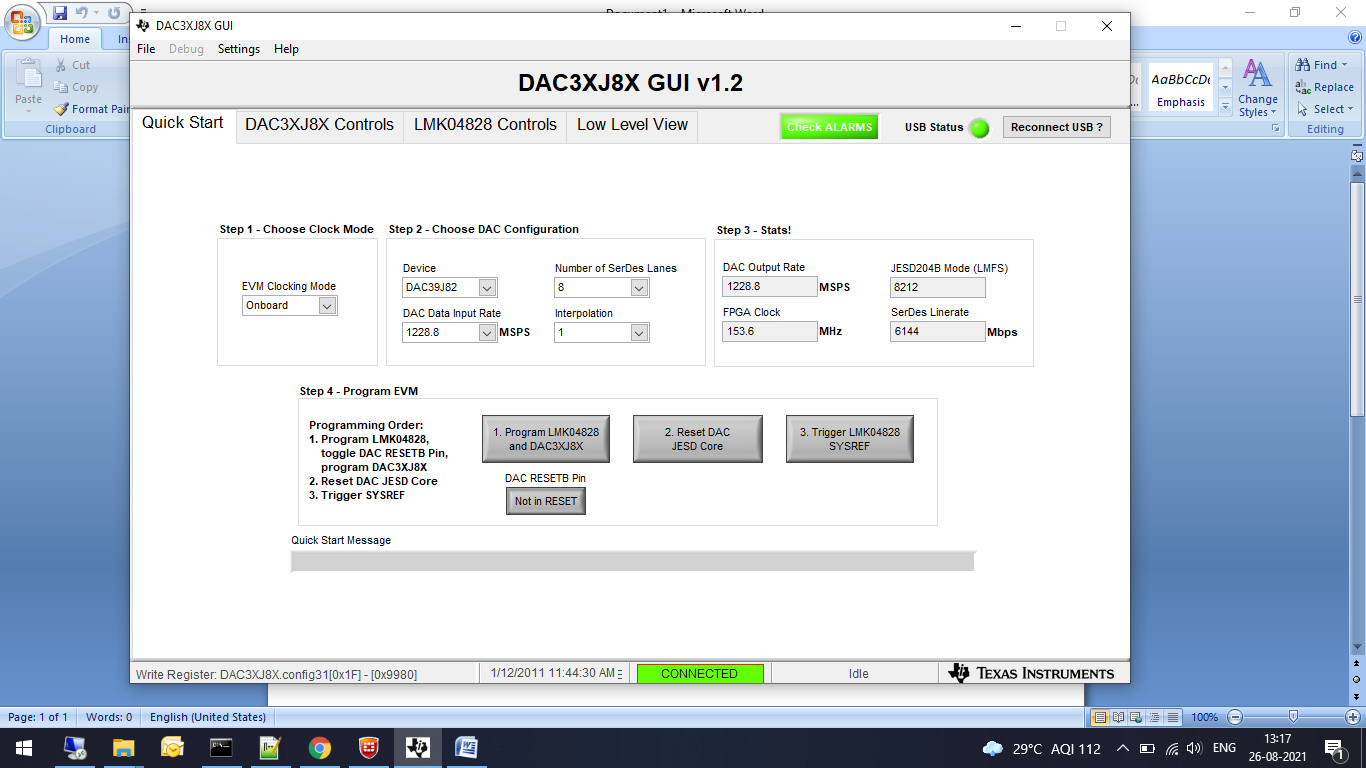 Document1 - Microsoft Word
DAC3XJ8X GUI
File Debug Settings Help
DAC3XJ8X GUI v1.2
Quick Start DAC3XJ8X Controls LMK04828 Controls Low Level View Check ALARMS USB Status Reconnect USB ?
Home
Cut
Copy
Format
Paste
Clipboard
AaBbCcDc
Emphasis
Change
Styles
Find
Replace
Select
Editing
Step 1 - Choose Clock Mode
EVM Clocking Mode
Onboard
Step 2 - Choose DAC Configuration
Device
DAC39J82
Number of SerDes Lanes
8
DAC Data Input Rate
1228.8 MSPS
Interpolation
1
Step 3 - Stats!
DAC Output Rate
1228.8 MSPS
JESD204B Mode (LMFS)
8212
FPGA Clock
153.6 MHz
SerDes Linerate
6144 Mbps
Step 4 - Program EVM
Programming Order:
1. Program LMK04828,
toggle DAC RESETB Pin,
program DAC3XJ8X
2. Reset DAC JESD Core
3. Trigger SYSREF
1. Program LMK04828
and DAC3XJ8X
2. Reset DAC
JESD Core
3. Trigger LMK04828
SYSREF
DAC RESETB Pin
Not in RESET
Quick Start Message
Write Register: DAC3XJ8X.config31[0x1F] - [0x9980]
1/12/2011 11:44:30 AM
CONNECTED
Idle
TEXAS INSTRUMENTS
Page: 1 of 1 Words: 0 English (United States)
100%
29°C AQI 112
ENG
13:17
26-08-2021
1